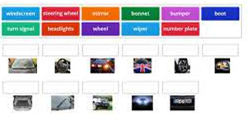 windscreen steering wheel mirror bonnet bumper boot
turn signal headlights wheel wiper number plate